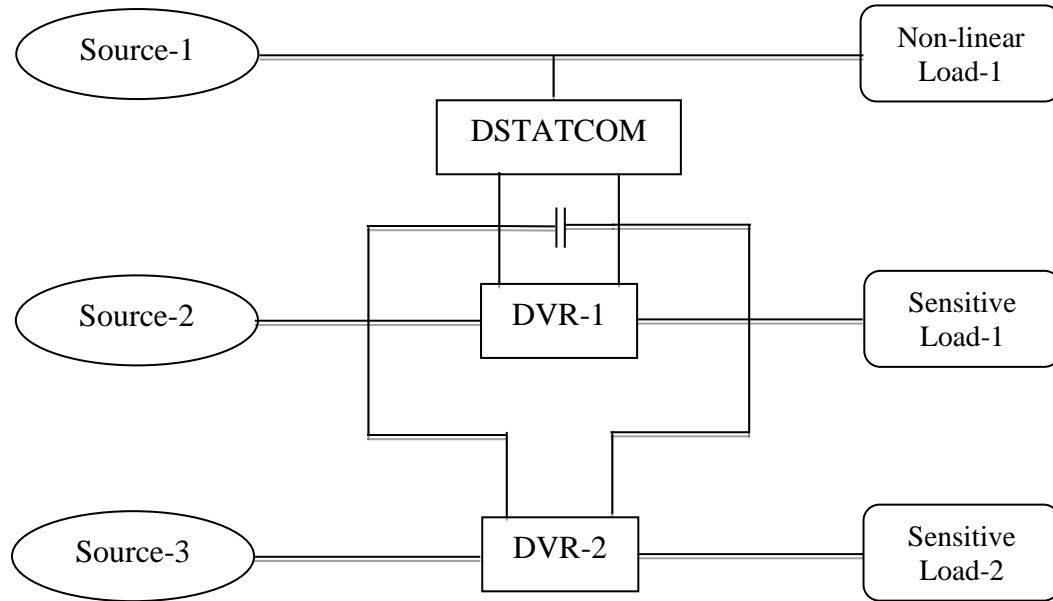 Source-1
Non-linear
Load-1
DSTATCOM
Source-2
DVR-1
Sensitive
Load-1
Source-3
DVR-2
Sensitive
Load-2